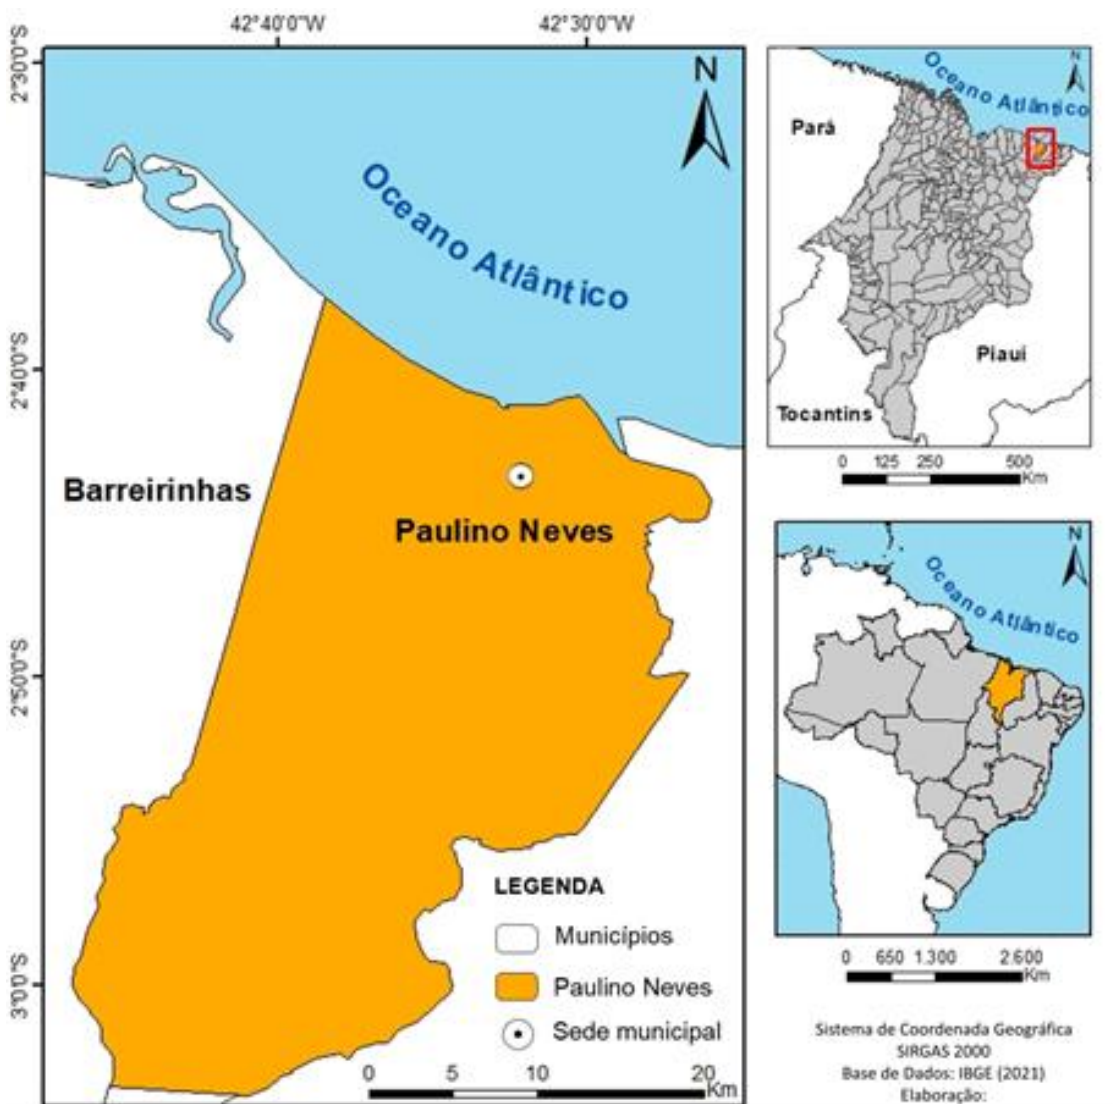 42°40'0"W
42°30'0"W
2°30'0"S
2°40'0"S
2°50'0"S
3°0'0"S
N
Oceano Atlântico
Barreirinhas
Paulino Neves
LEGENDA
Municípios
Paulino Neves
Sede municipal
0 5 10 20 Km
N
Oceano Atlântico
Pará
Piauí
Tocantins
0 125 250 500 Km
N
Oceano Atlântico
0 650 1.300 2.600 Km
Sistema de Coordenada Geográfica
SIRGAS 2000
Base de Dados: IBGE (2021)
Elaboração: